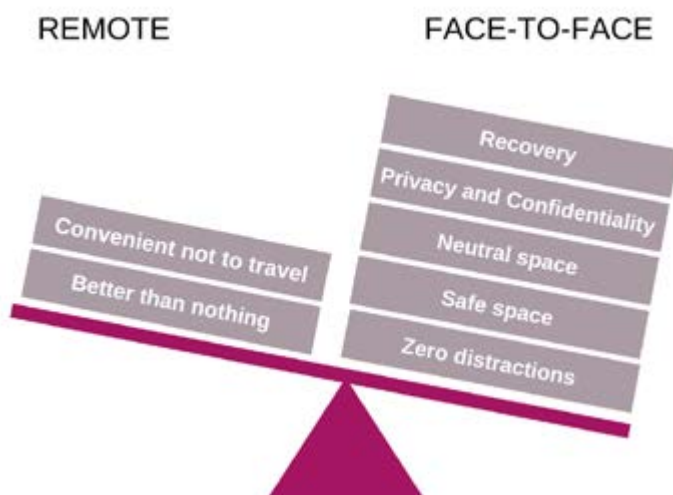 REMOTE
FACE-TO-FACE
Convenient not to travel
Better than nothing
Recovery
Privacy and Confidentiality
Neutral space
Safe space
Zero distractions